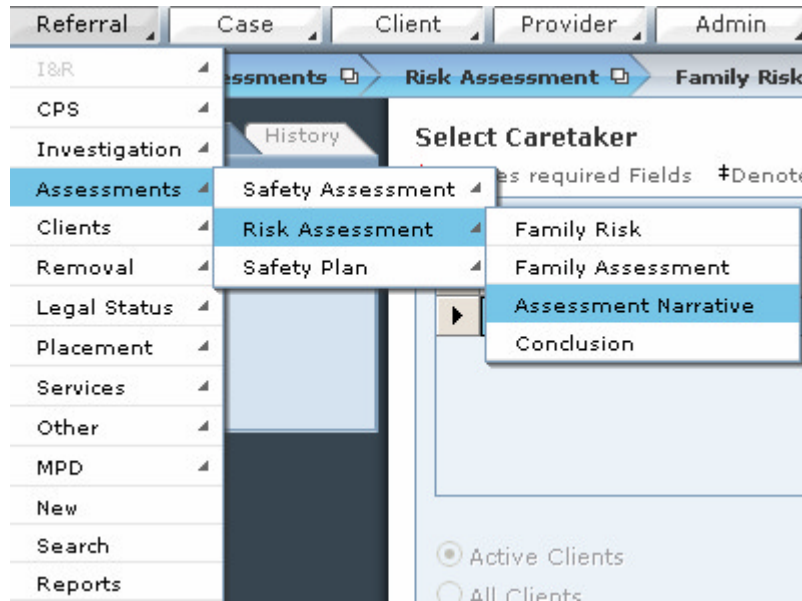 Referral Case Client Provider Admin
I&R
ssments Risk Assessment Family Risk
CPS
History
Select Caretaker
Investigation
es required Fields ‡Denote
Assessments
Safety Assessment
Clients
Risk Assessment
Family Risk
Removal
Safety Plan
Family Assessment
Legal Status
Assessment Narrative
Placement
Conclusion
Services
Other
MPD
New
Search
Active Clients
Reports
All Clients